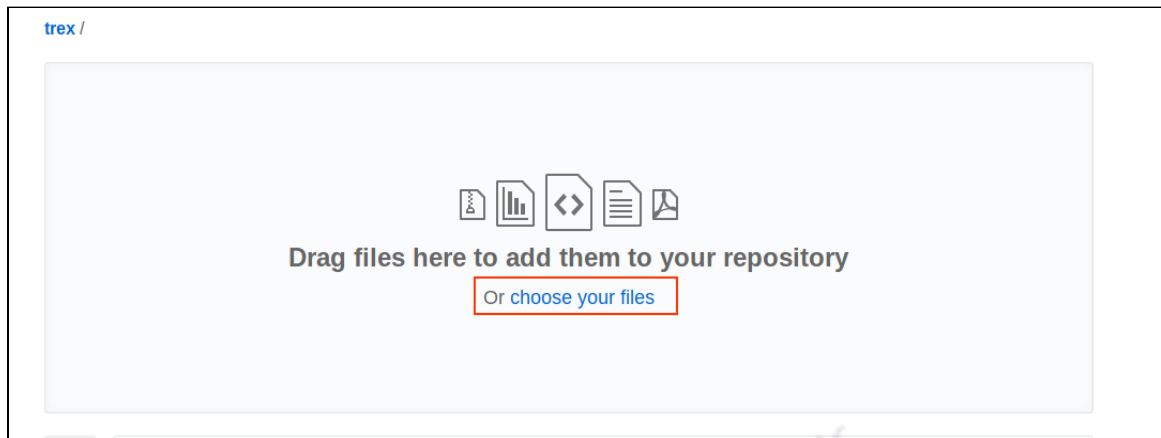 trex /
Drag files here to add them to your repository
Or choose your files